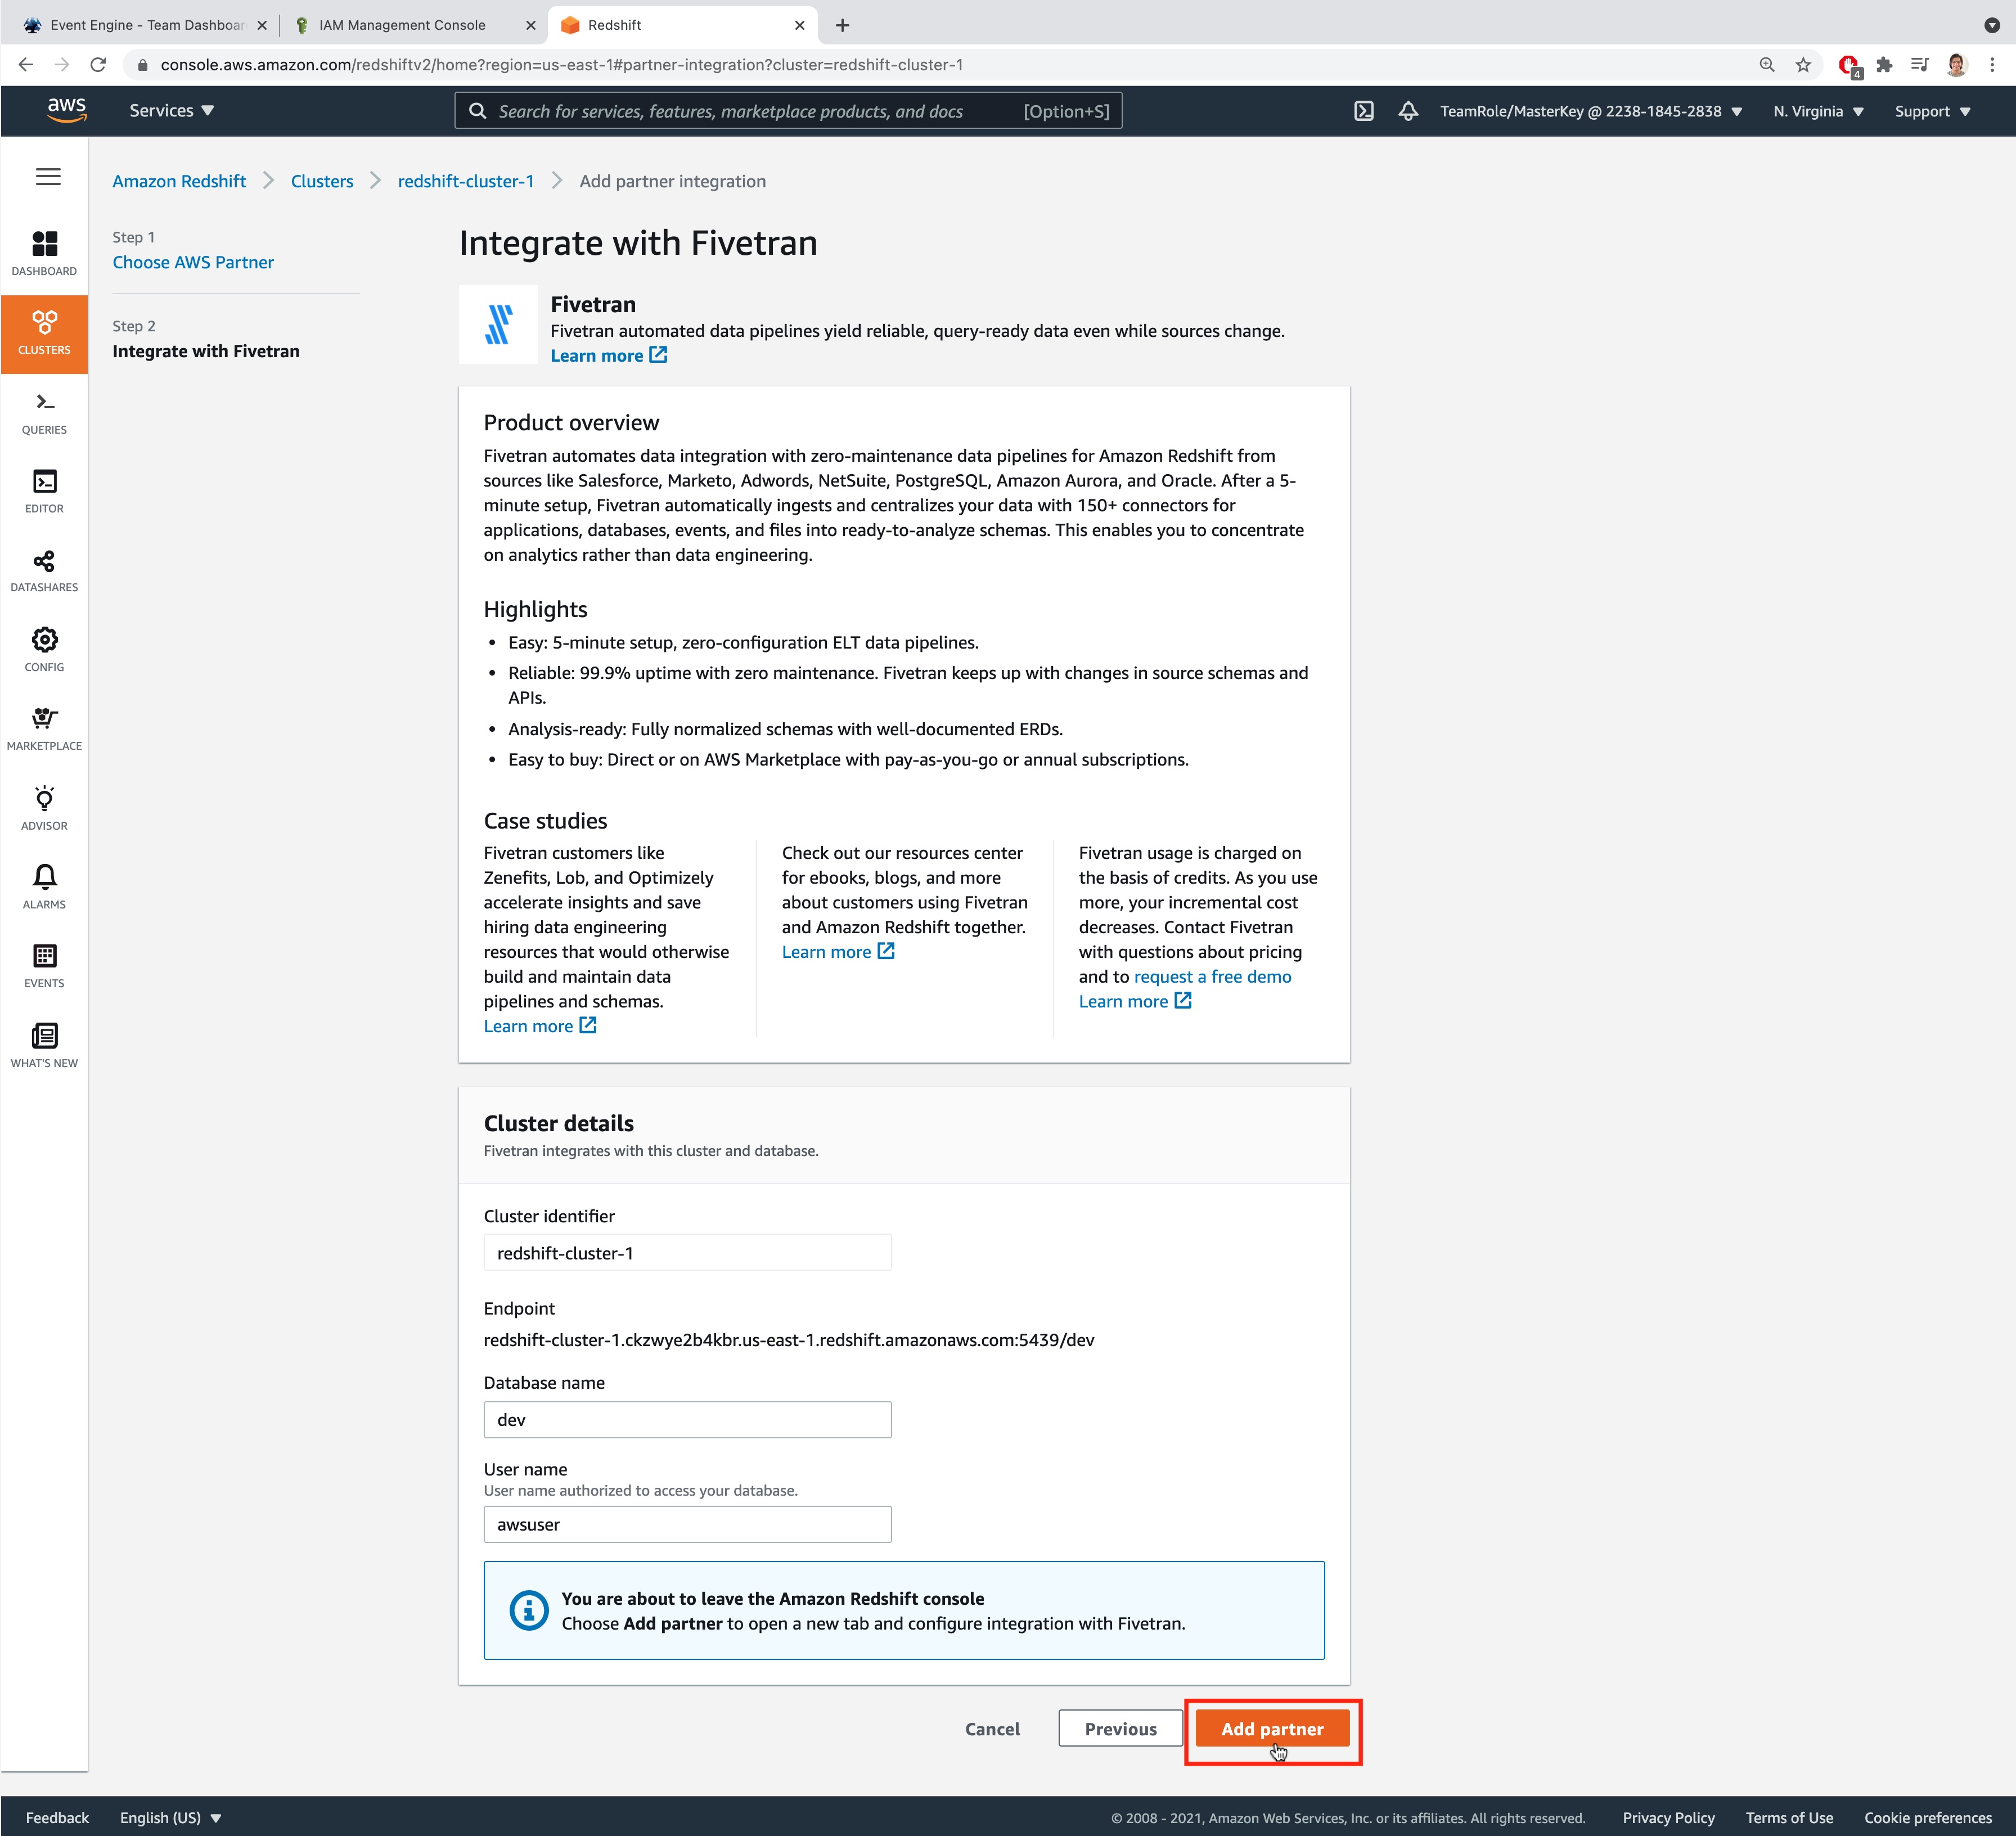 Event Engine - Team Dashboar
IAM Management Console
Redshift
console.aws.amazon.com/redshiftv2/home?region=us-east-1#partner-integration?cluster=redshift-cluster-1
4
aws
Services
Search for services, features, marketplace products, and docs
[Option+S]
TeamRole/MasterKey @ 2238-1845-2838
N. Virginia
Support
DASHBOARD
CLUSTERS
QUERIES
EDITOR
DATASHARES
CONFIG
MARKETPLACE
ADVISOR
ALARMS
EVENTS
WHAT'S NEW
Amazon Redshift
Clusters
redshift-cluster-1
Add partner integration
Step 1
Choose AWS Partner
Step 2
Integrate with Fivetran
Integrate with Fivetran
Fivetran
Fivetran automated data pipelines yield reliable, query-ready data even while sources change.
Learn more
Product overview
Fivetran automates data integration with zero-maintenance data pipelines for Amazon Redshift from
sources like Salesforce, Marketo, Adwords, NetSuite, PostgreSQL, Amazon Aurora, and Oracle. After a 5-
minute setup, Fivetran automatically ingests and centralizes your data with 150+ connectors for
applications, databases, events, and files into ready-to-analyze schemas. This enables you to concentrate
on analytics rather than data engineering.
Highlights
• Easy: 5-minute setup, zero-configuration ELT data pipelines.
• Reliable: 99.9% uptime with zero maintenance. Fivetran keeps up with changes in source schemas and
APIs.
• Analysis-ready: Fully normalized schemas with well-documented ERDs.
• Easy to buy: Direct or on AWS Marketplace with pay-as-you-go or annual subscriptions.
Case studies
Fivetran customers like
Zenefits, Lob, and Optimizely
accelerate insights and save
hiring data engineering
resources that would otherwise
build and maintain data
pipelines and schemas.
Learn more
Check out our resources center
for ebooks, blogs, and more
about customers using Fivetran
and Amazon Redshift together.
Learn more
Fivetran usage is charged on
the basis of credits. As you use
more, your incremental cost
decreases. Contact Fivetran
with questions about pricing
and to request a free demo
Learn more
Cluster details
Fivetran integrates with this cluster and database.
Cluster identifier
redshift-cluster-1
Endpoint
redshift-cluster-1.ckzwye2b4kbr.us-east-1.redshift.amazonaws.com:5439/dev
Database name
dev
User name
User name authorized to access your database.
awsuser
You are about to leave the Amazon Redshift console
Choose Add partner to open a new tab and configure integration with Fivetran.
Cancel
Previous
Add partner
Feedback
English (US)
© 2008 - 2021, Amazon Web Services, Inc. or its affiliates. All rights reserved.
Privacy Policy
Terms of Use
Cookie preferences